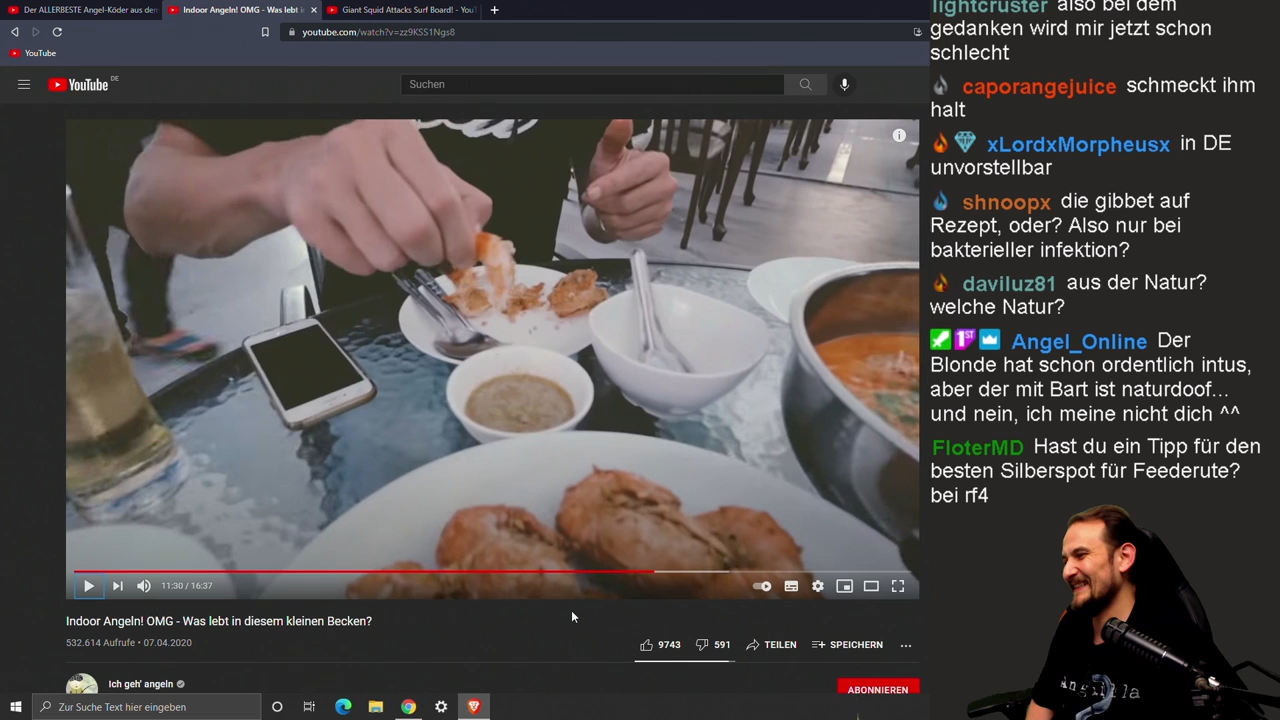 Der ALLERBESTE Angel-Köder aus der
Indoor Angeln! OMG - Was lebt i
Giant Squid Attacks Surf Board! - YouT
youtube.com/watch?v=zz9KSS1Ngs8
YouTube
YouTube DE
Suchen
11:30 / 16:37
Indoor Angeln! OMG - Was lebt in diesem kleinen Becken?
532.614 Aufrufe • 07.04.2020
9743
591
TEILEN
SPEICHERN
Ich geh' angeln
ABONNIEREN
Zur Suche Text hier eingeben
lightcruster also bei dem
gedanken wird mir jetzt schon
schlecht
caporangejuice schmeckt ihm
halt
xLordxMorpheusx in DE
unvorstellbar
shnoopx die gibbet auf
Rezept, oder? Also nur bei
bakterieller infektion?
daviluz81 aus der Natur?
welche Natur?
1ST
Angel_Online Der
Blonde hat schon ordentlich intus,
aber der mit Bart ist naturdoof...
und nein, ich meine nicht dich ^^
FloterMD Hast du ein Tipp für den
besten Silberspot für Feederute?
bei rf4